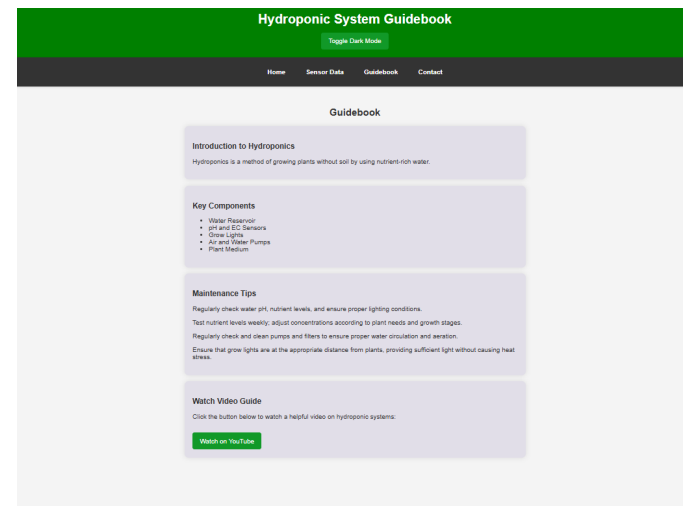 Hydroponic System Guidebook
Toggle Dark Mode
Home Sensor Data Guidebook Contact
Guidebook
Introduction to Hydroponics
Hydroponics is a method of growing plants without soil by using nutrient-rich water.
Key Components
• Water Reservoir
• pH and EC Sensors
• Grow Lights
• Air and Water Pumps
• Plant Medium
Maintenance Tips
Regularly check water pH, nutrient levels, and ensure proper lighting conditions.
Test nutrient levels weekly; adjust concentrations according to plant needs and growth stages.
Regularly check and clean pumps and filters to ensure proper water circulation and aeration.
Ensure that grow lights are at the appropriate distance from plants, providing sufficient light without causing heat
stress.
Watch Video Guide
Click the button below to watch a helpful video on hydroponic systems:
Watch on YouTube